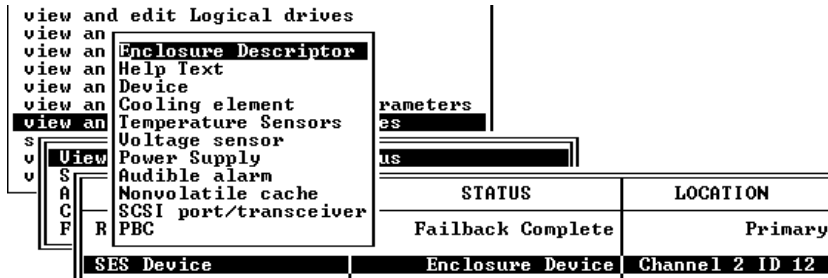 view and edit Logical drives
view an
view an Enclosure Descriptor
view an Help Text
view an Device
view an Cooling element rameters
view an Temperature Sensors es
s Voltage sensor
v View Power Supply us
v S Audible alarm
A Nonvolatile cache STATUS LOCATION
C SCSI port/transceiver
F R PBC Failback Complete Primary
SES Device Enclosure Device Channel 2 ID 12